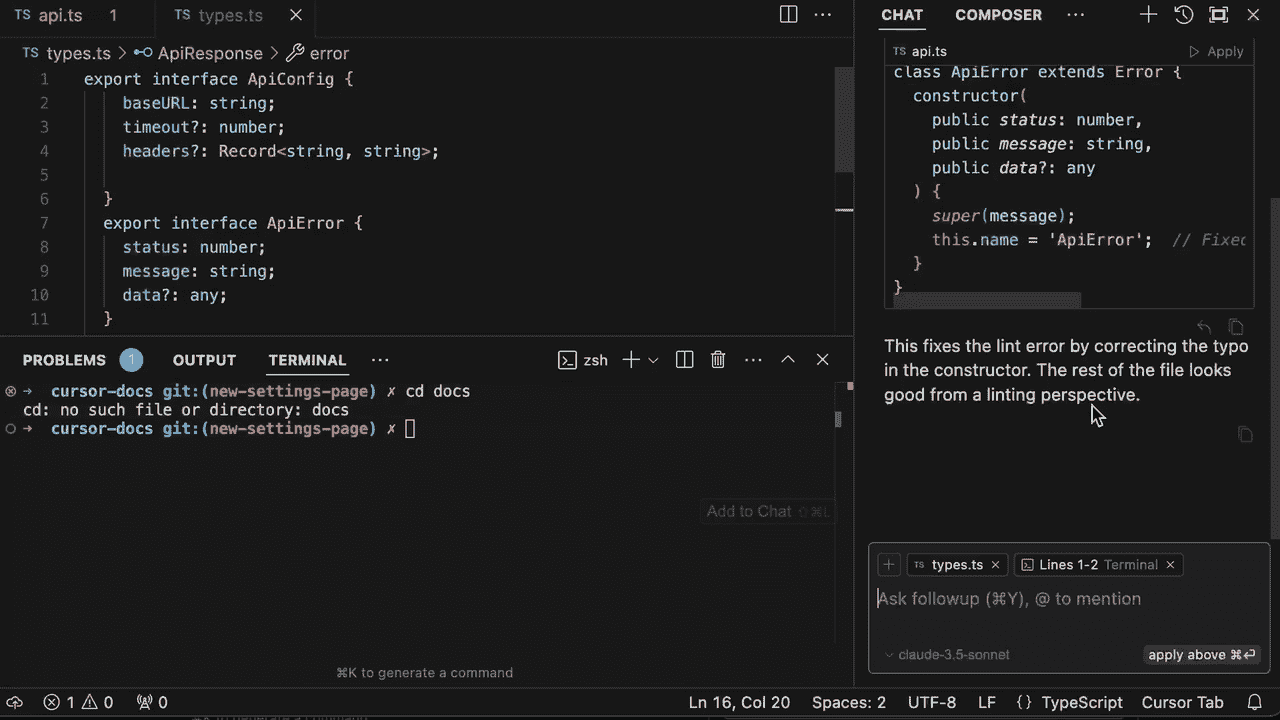 TS api.ts 1 TS types.ts
TS types.ts > ApiResponse > error
1 export interface ApiConfig {
2 baseURL: string;
3 timeout?: number;
4 headers?: Record<string, string>;
5
6 }
7 export interface ApiError {
8 status: number;
9 message: string;
10 data?: any;
11 }
PROBLEMS 1 OUTPUT TERMINAL ··· zsh
→ cursor-docs git:(new-settings-page) ✗ cd docs
cd: no such file or directory: docs
→ cursor-docs git:(new-settings-page) ✗
Add to Chat ⇧⌘L
⌘K to generate a command
CHAT COMPOSER ···
TS api.ts Apply
class ApiError extends Error {
constructor(
public status: number,
public message: string,
public data?: any
) {
super(message);
this.name = 'ApiError'; // Fixed
}
}
This fixes the lint error by correcting the typo
in the constructor. The rest of the file looks
good from a linting perspective.
TS types.ts × Lines 1-2 Terminal ×
Ask followup (⌘Y), @ to mention
claude-3.5-sonnet apply above ⌘↵
1 0 0 Ln 16, Col 20 Spaces: 2 UTF-8 LF {} TypeScript Cursor Tab